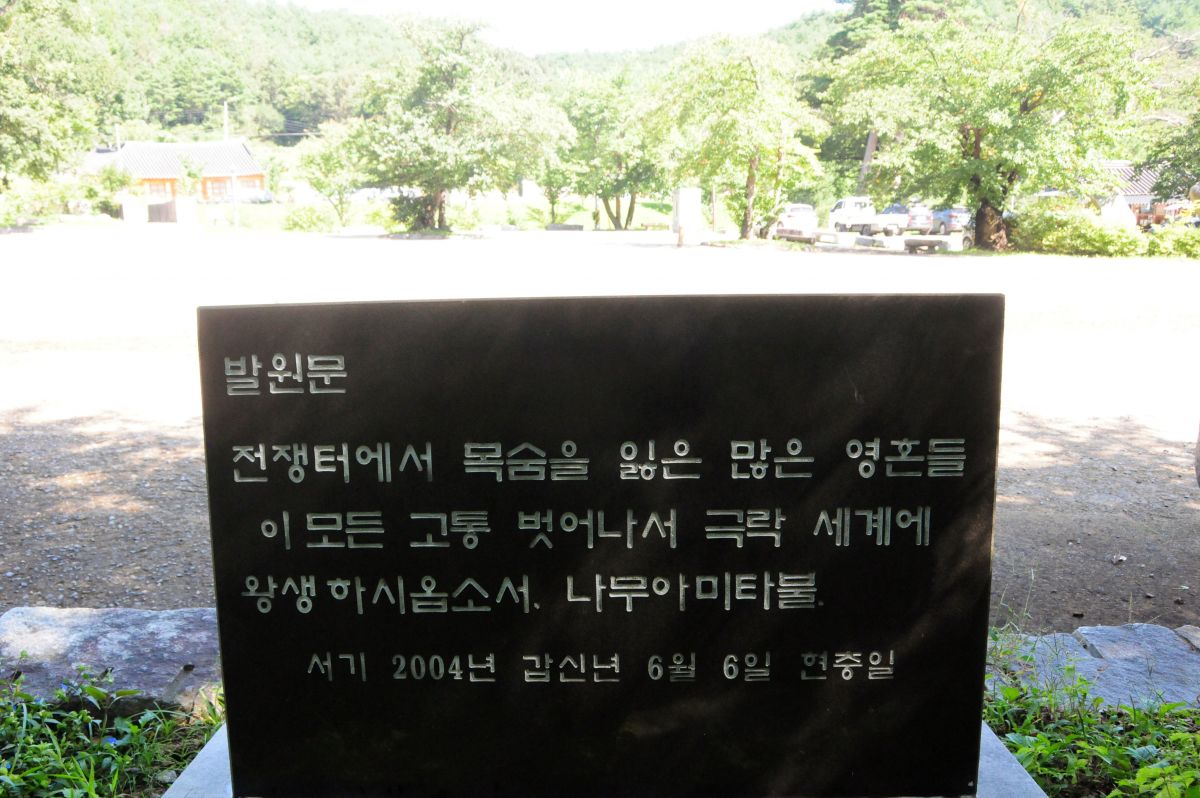 발원문
전쟁터에서 목숨을 잃은 많은 영혼들
이 모든 고통 벗어나서 극락 세계에
왕생하시옵소서. 나무아미타불.
서기 2004년 갑신년 6월 6일 현충일